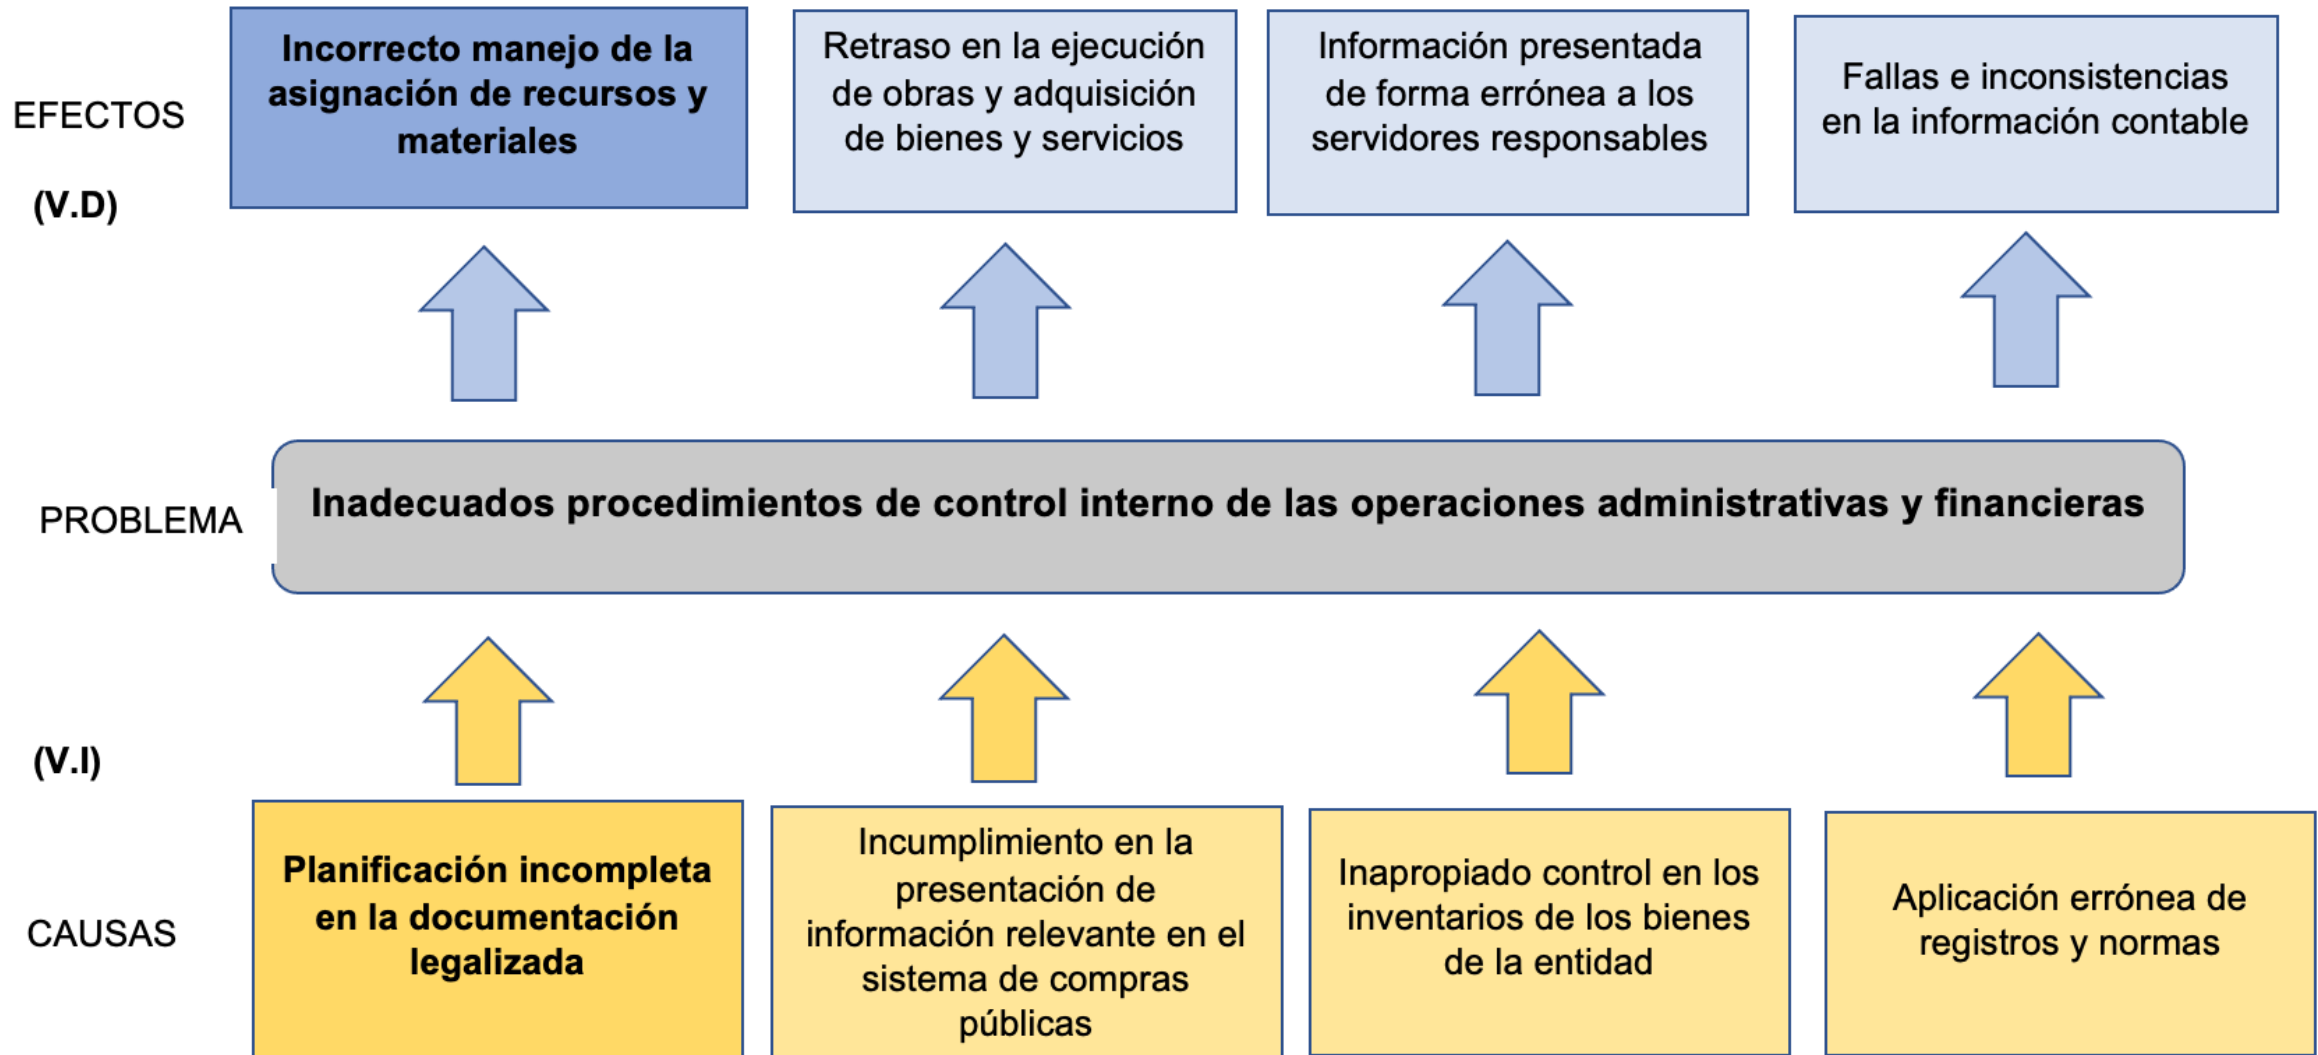 Incorrecto manejo de la
asignación de recursos y
materiales
Retraso en la ejecución
de obras y adquisición
de bienes y servicios
Información presentada
de forma errónea a los
servidores responsables
Fallas e inconsistencias
en la información contable
EFECTOS
(V.D)
PROBLEMA
Inadecuados procedimientos de control interno de las operaciones administrativas y financieras
(V.I)
CAUSAS
Planificación incompleta
en la documentación
legalizada
Incumplimiento en la
presentación de
información relevante en el
sistema de compras
públicas
Inapropiado control en los
inventarios de los bienes
de la entidad
Aplicación errónea de
registros y normas